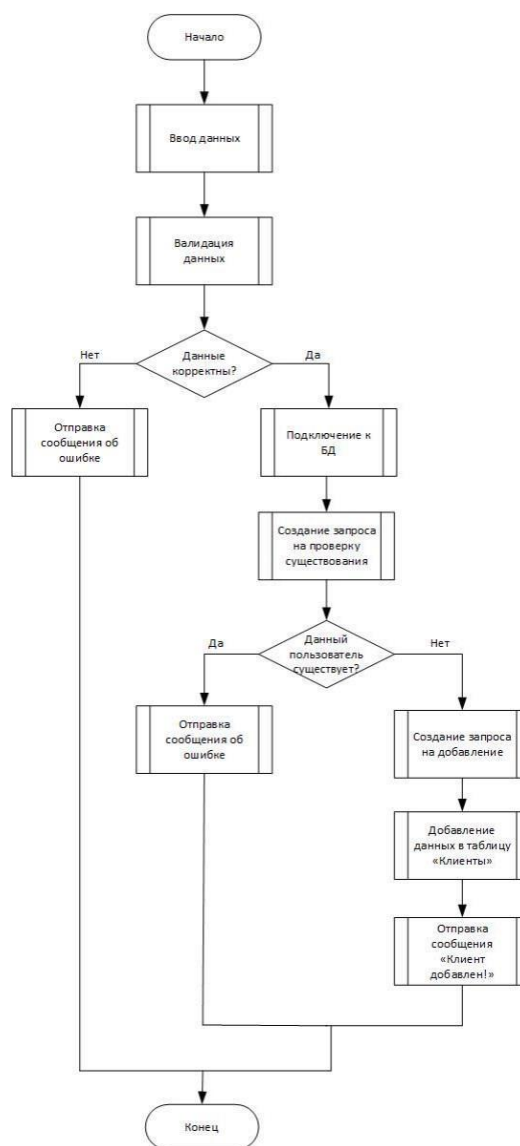 Начало
Ввод данных
Валидация
данных
Данные
корректны?
Нет
Да
Отправка
сообщения об
ошибке
Подключение к
БД
Создание запроса
на проверку
существования
Данный
пользователь
существует?
Да
Нет
Отправка
сообщения об
ошибке
Создание запроса
на добавление
Добавление
данных в таблицу
«Клиенты»
Отправка
сообщения
«Клиент
добавлен!»
Конец